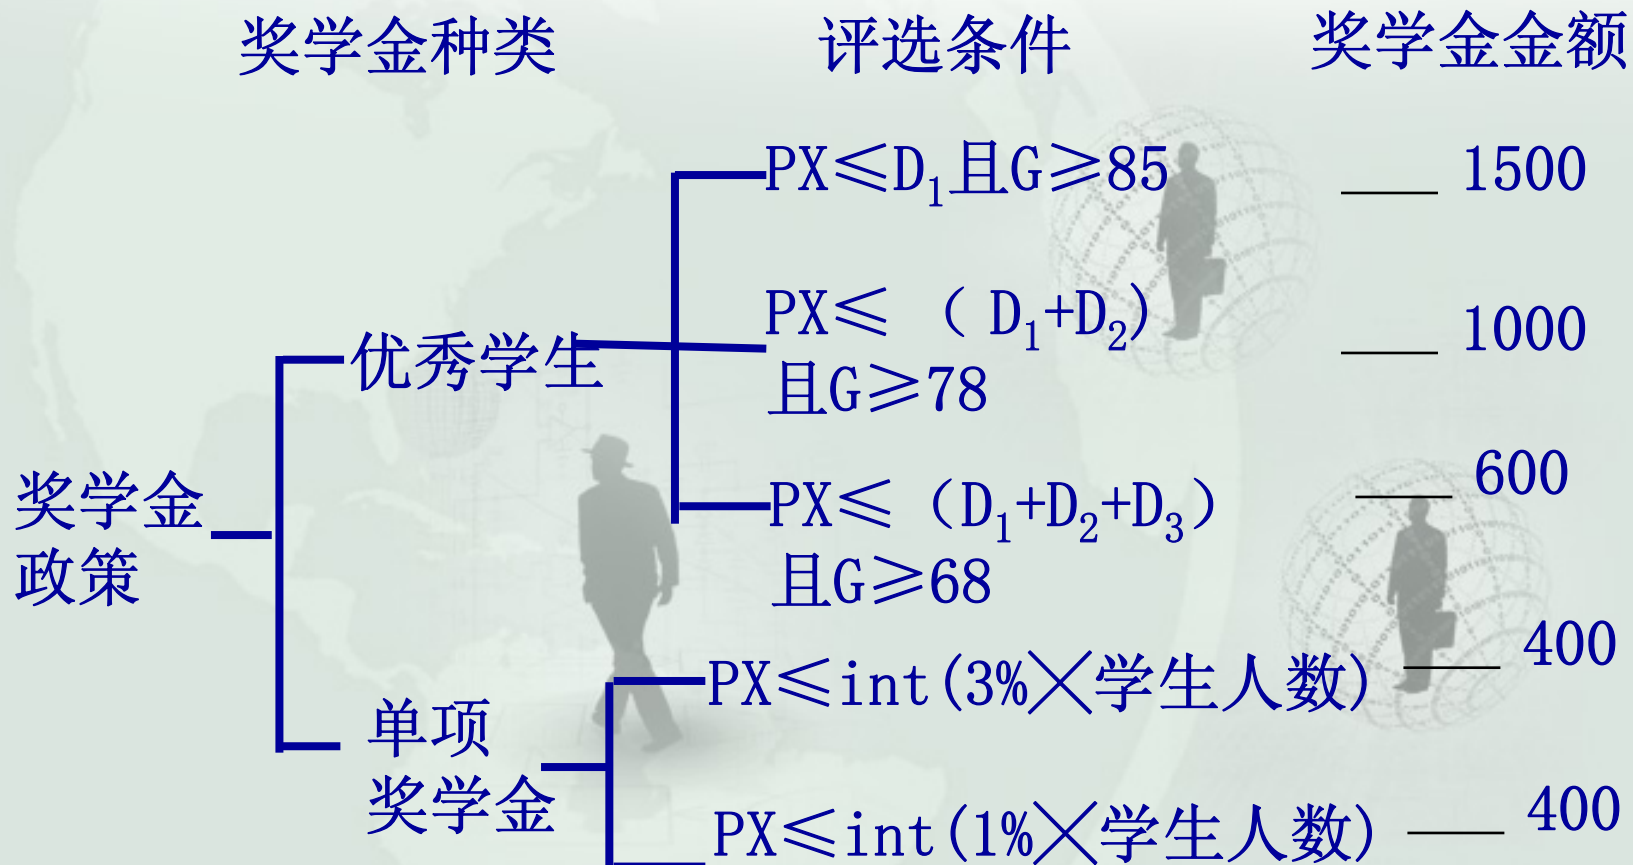 奖学金种类 评选条件 奖学金金额
PX≤D₁且G≥85 1500
PX≤（D₁+D₂) 1000
且G≥78
优秀学生
PX≤（D₁+D₂+D₃） 600
且G≥68
奖学金
政策
PX≤int(3%╳学生人数) 400
单项
奖学金
PX≤int(1%╳学生人数) 400